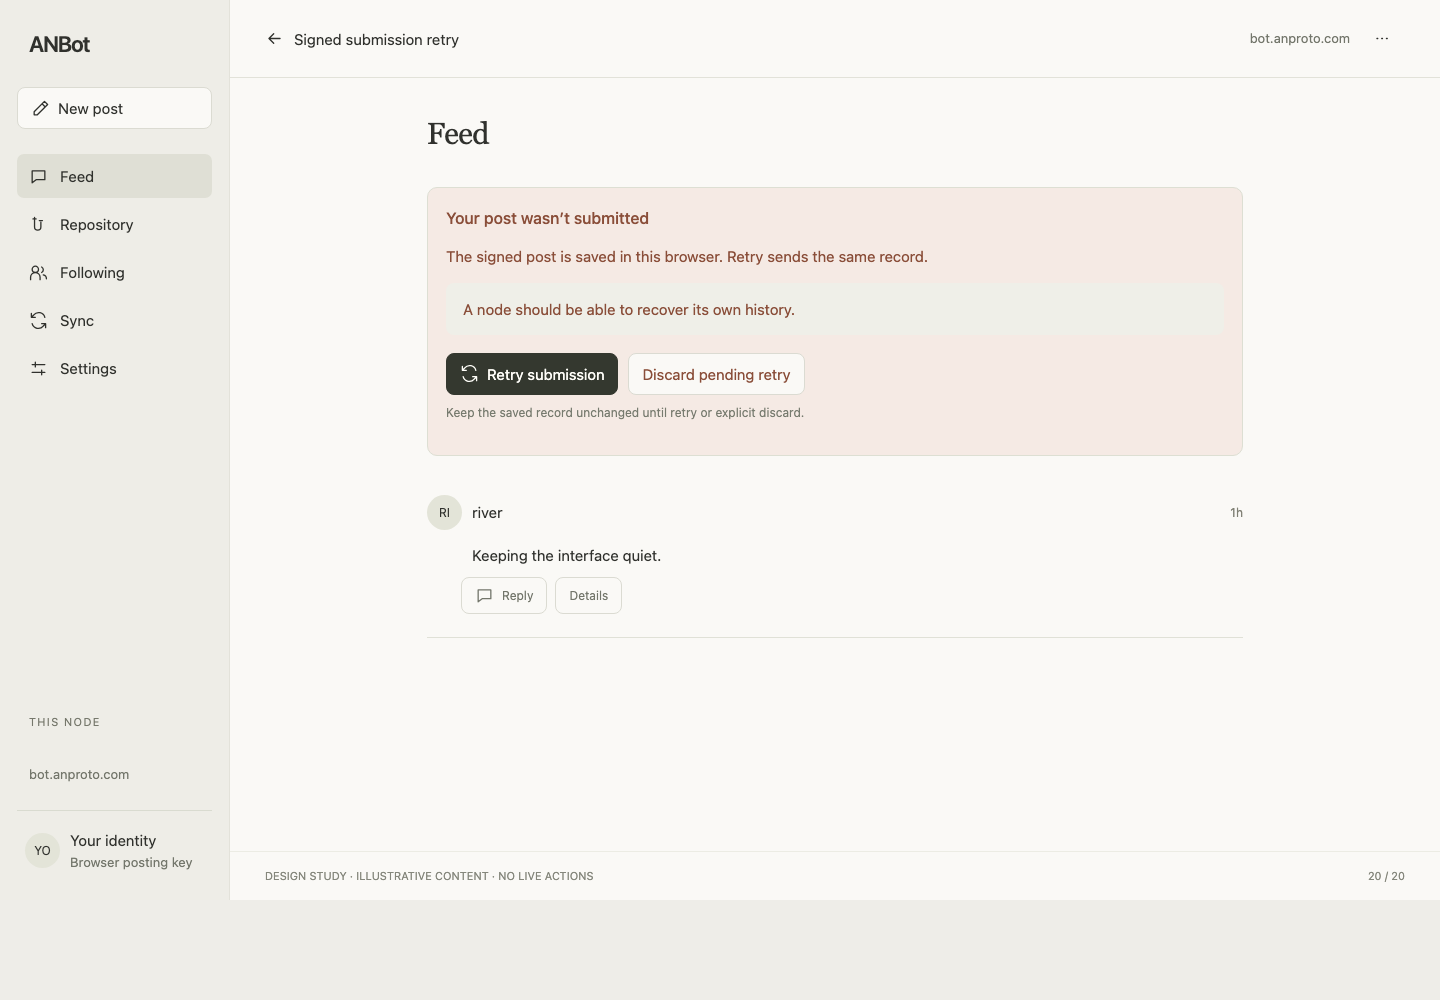 ANBot
New post
Feed
Repository
Following
Sync
Settings
THIS NODE
bot.anproto.com
YO
Your identity
Browser posting key
Signed submission retry
bot.anproto.com
Feed
Your post wasn’t submitted
The signed post is saved in this browser. Retry sends the same record.
A node should be able to recover its own history.
Retry submission
Discard pending retry
Keep the saved record unchanged until retry or explicit discard.
RI
river
1h
Keeping the interface quiet.
Reply
Details
DESIGN STUDY · ILLUSTRATIVE CONTENT · NO LIVE ACTIONS
20 / 20